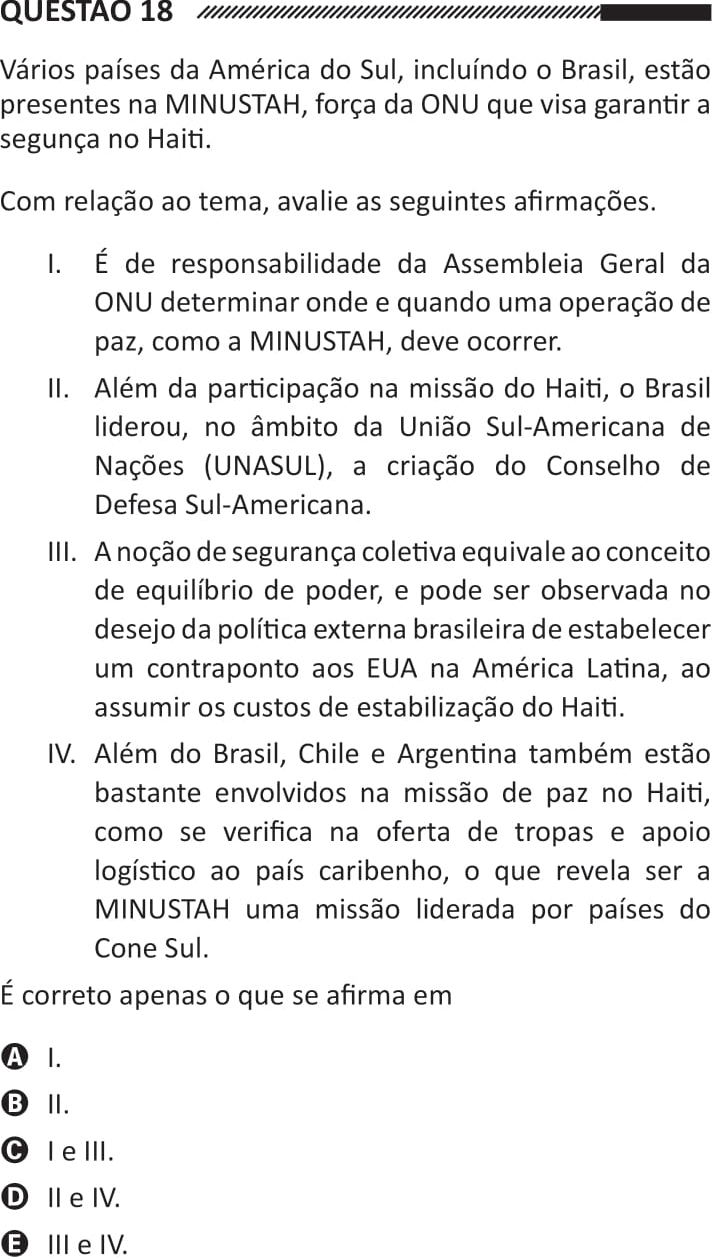 QUESTÃO 18
Vários países da América do Sul, incluíndo o Brasil, estão
presentes na MINUSTAH, força da ONU que visa garantir a
segunça no Haiti.
Com relação ao tema, avalie as seguintes afirmações.
I. É de responsabilidade da Assembleia Geral da
ONU determinar onde e quando uma operação de
paz, como a MINUSTAH, deve ocorrer.
II. Além da participação na missão do Haiti, o Brasil
liderou, no âmbito da União Sul-Americana de
Nações (UNASUL), a criação do Conselho de
Defesa Sul-Americana.
III. A noção de segurança coletiva equivale ao conceito
de equilíbrio de poder, e pode ser observada no
desejo da política externa brasileira de estabelecer
um contraponto aos EUA na América Latina, ao
assumir os custos de estabilização do Haiti.
IV. Além do Brasil, Chile e Argentina também estão
bastante envolvidos na missão de paz no Haiti,
como se verifica na oferta de tropas e apoio
logístico ao país caribenho, o que revela ser a
MINUSTAH uma missão liderada por países do
Cone Sul.
É correto apenas o que se afirma em
A I.
B II.
C I e III.
D II e IV.
E III e IV.